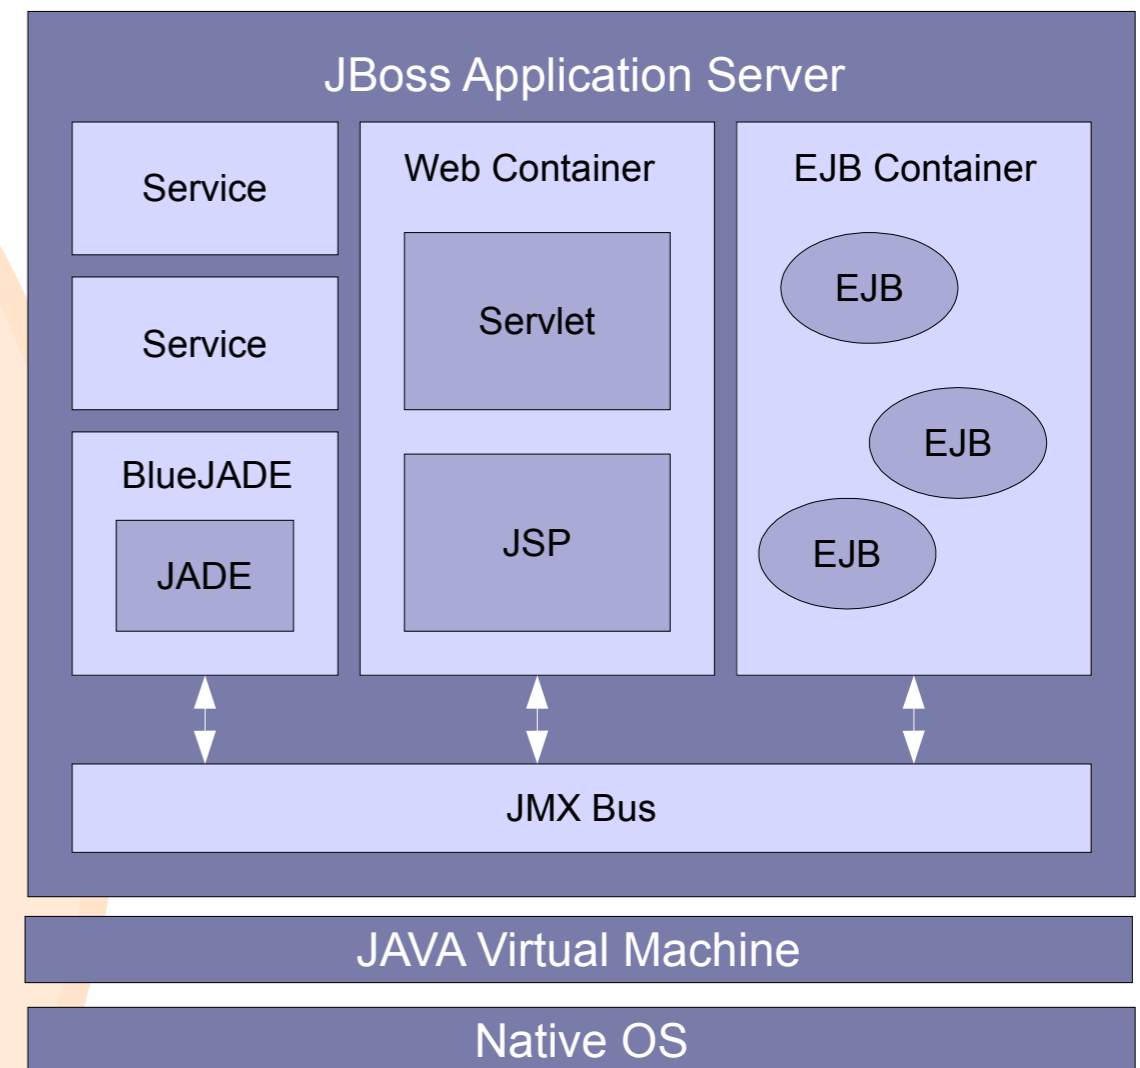 JBoss Application Server
Service
Service
BlueJADE
JADE
Web Container
Servlet
JSP
EJB Container
EJB
EJB
EJB
JMX Bus
JAVA Virtual Machine
Native OS